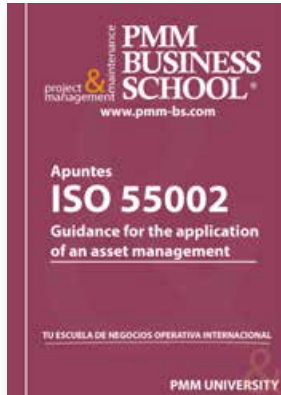 PMM
BUSINESS
SCHOOL®
project & management
maintenance
www.pmm-bs.com
Apuntes
ISO 55002
Guidance for the application
of an asset management
TU ESCUELA DE NEGOCIOS OPERATIVA INTERNACIONAL
&
PMM UNIVERSITY